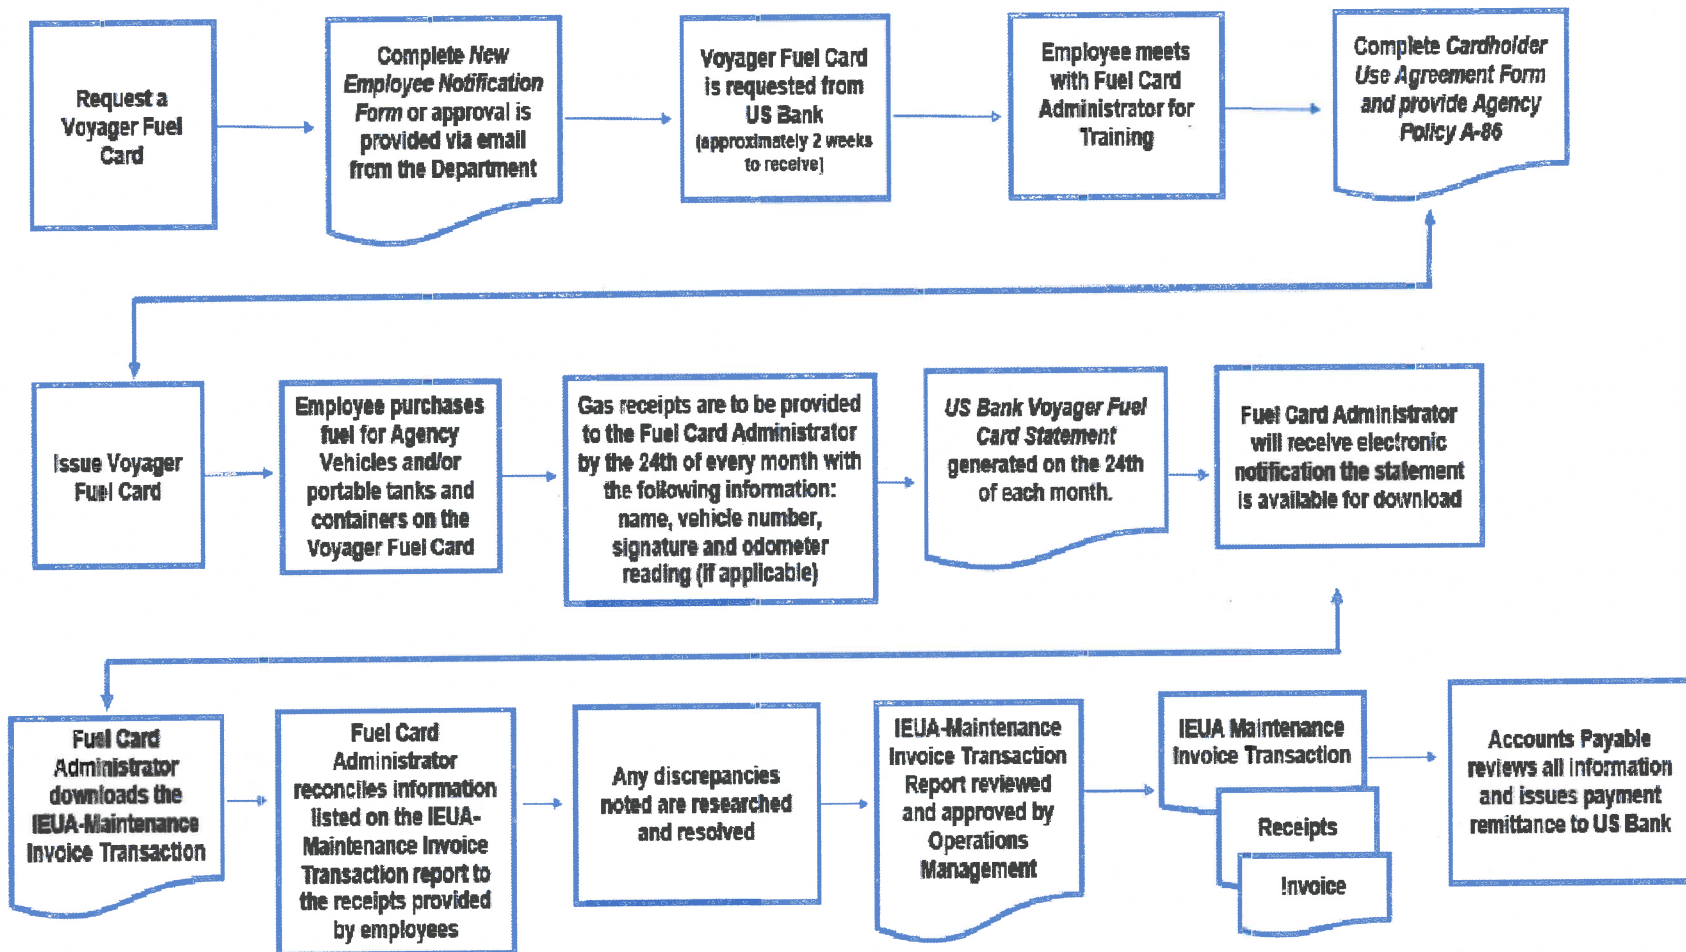 Request a
Voyager Fuel
Card
Complete New
Employee Notification
Form or approval is
provided via email
from the Department
Voyager Fuel Card
is requested from
US Bank
(approximately 2 weeks
to receive)
Employee meets
with Fuel Card
Administrator for
Training
Complete Cardholder
Use Agreement Form
and provide Agency
Policy A-86
Issue Voyager
Fuel Card
Employee purchases
fuel for Agency
Vehicles and/or
portable tanks and
containers on the
Voyager Fuel Card
Gas receipts are to be provided
to the Fuel Card Administrator
by the 24th of every month with
the following information:
name, vehicle number,
signature and odometer
reading (if applicable)
US Bank Voyager Fuel
Card Statement
generated on the 24th
of each month.
Fuel Card Administrator
will receive electronic
notification the statement
is available for download
Fuel Card
Administrator
downloads the
IEUA-Maintenance
Invoice Transaction
Fuel Card
Administrator
reconciles information
listed on the IEUA-
Maintenance Invoice
Transaction report to
the receipts provided
by employees
Any discrepancies
noted are researched
and resolved
IEUA-Maintenance
Invoice Transaction
Report reviewed
and approved by
Operations
Management
IEUA Maintenance
Invoice Transaction
Receipts
Invoice
Accounts Payable
reviews all information
and issues payment
remittance to US Bank